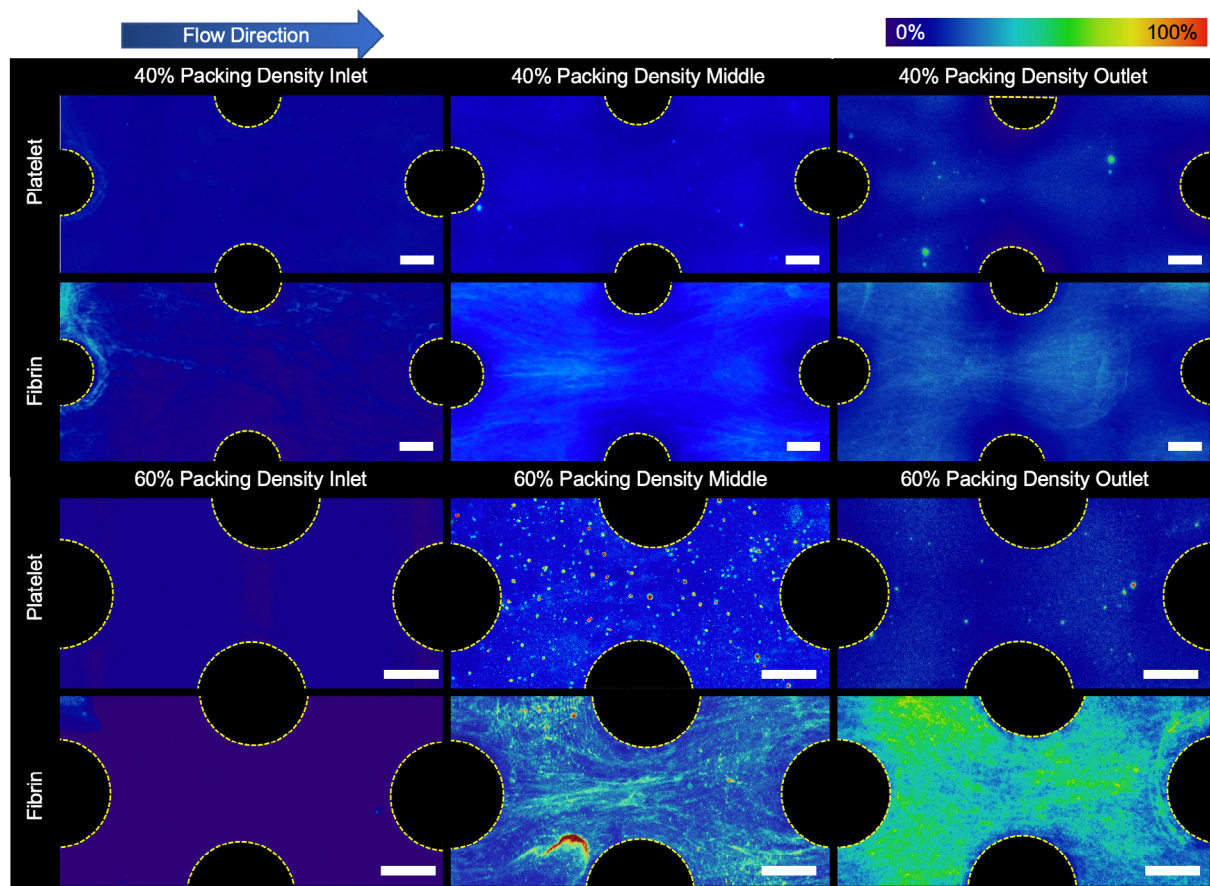 Flow Direction
0% 100%
40% Packing Density Inlet 40% Packing Density Middle 40% Packing Density Outlet
Platelet
Fibrin
60% Packing Density Inlet 60% Packing Density Middle 60% Packing Density Outlet
Platelet
Fibrin